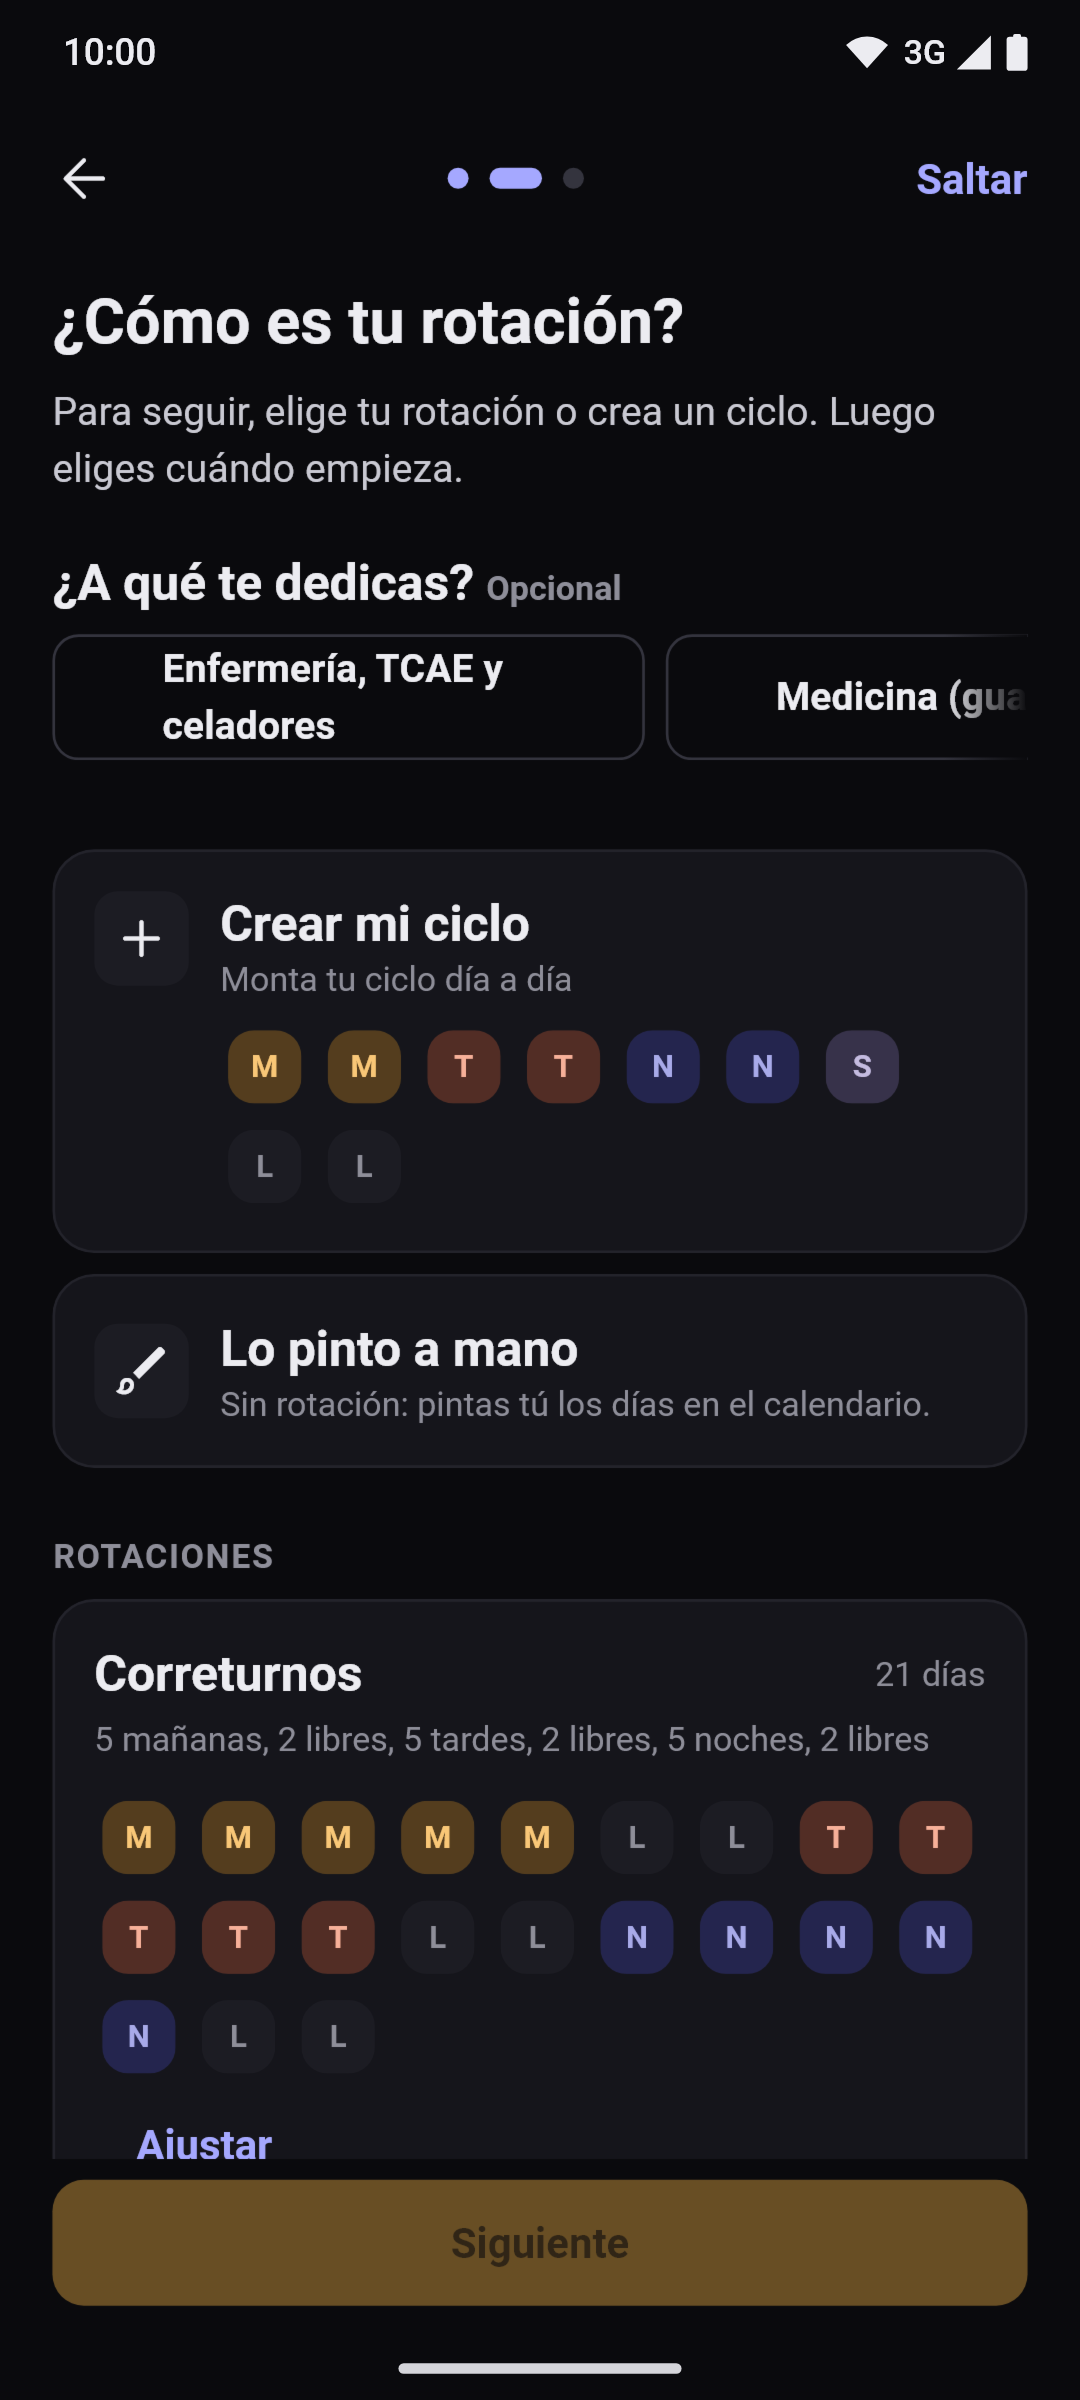 10:00
3G
Saltar
¿Cómo es tu rotación?
Para seguir, elige tu rotación o crea un ciclo. Luego
eliges cuándo empieza.
¿A qué te dedicas? Opcional
Enfermería, TCAE y
celadores
Medicina (gua
Crear mi ciclo
Monta tu ciclo día a día
M M T T N N S
L L
Lo pinto a mano
Sin rotación: pintas tú los días en el calendario.
ROTACIONES
Correturnos
21 días
5 mañanas, 2 libres, 5 tardes, 2 libres, 5 noches, 2 libres
M M M M M L L T T
T T T L L N N N N
N L L
Ajustar
Siguiente